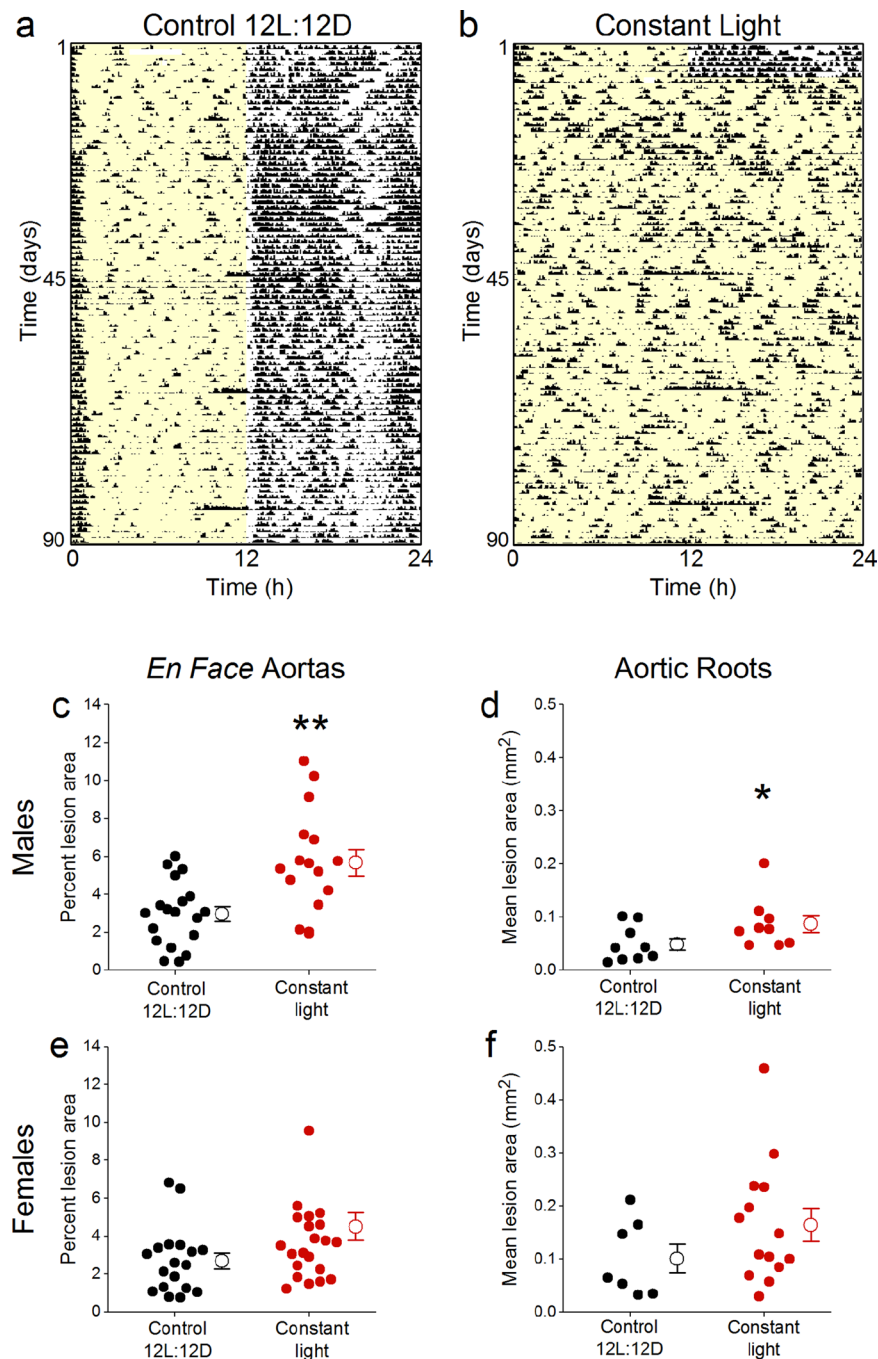 a Control 12L:12D
b Constant Light
1
45
90
Time (days)
0 12 24
Time (h)
1
45
90
Time (days)
0 12 24
Time (h)
En Face Aortas
Aortic Roots
Males
c
14
12
10
8
6
4
2
0
Percent lesion area
**
Control
12L:12D
Constant
light
d
0.5
0.4
0.3
0.2
0.1
0.0
Mean lesion area (mm²)
*
Control
12L:12D
Constant
light
Females
e
14
12
10
8
6
4
2
0
Percent lesion area
Control
12L:12D
Constant
light
f
0.5
0.4
0.3
0.2
0.1
0.0
Mean lesion area (mm²)
Control
12L:12D
Constant
light